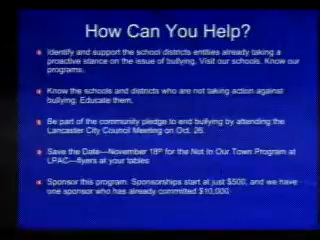 How Can You Help?
Identify and support the school districts entities already taking a
proactive stance on the issue of bullying. Visit our schools. Know our
programs.
Know the schools and districts who are not taking action against
bullying. Educate them.
Be part of the community pledge to end bullying by attending the
Lancaster City Council Meeting on Oct. 26.
Save the Date—November 18th for the Not In Our Town Program at
LPAC—flyers at your tables
Sponsor this program. Sponsorships start at just $500, and we have
one sponsor who has already committed $10,000